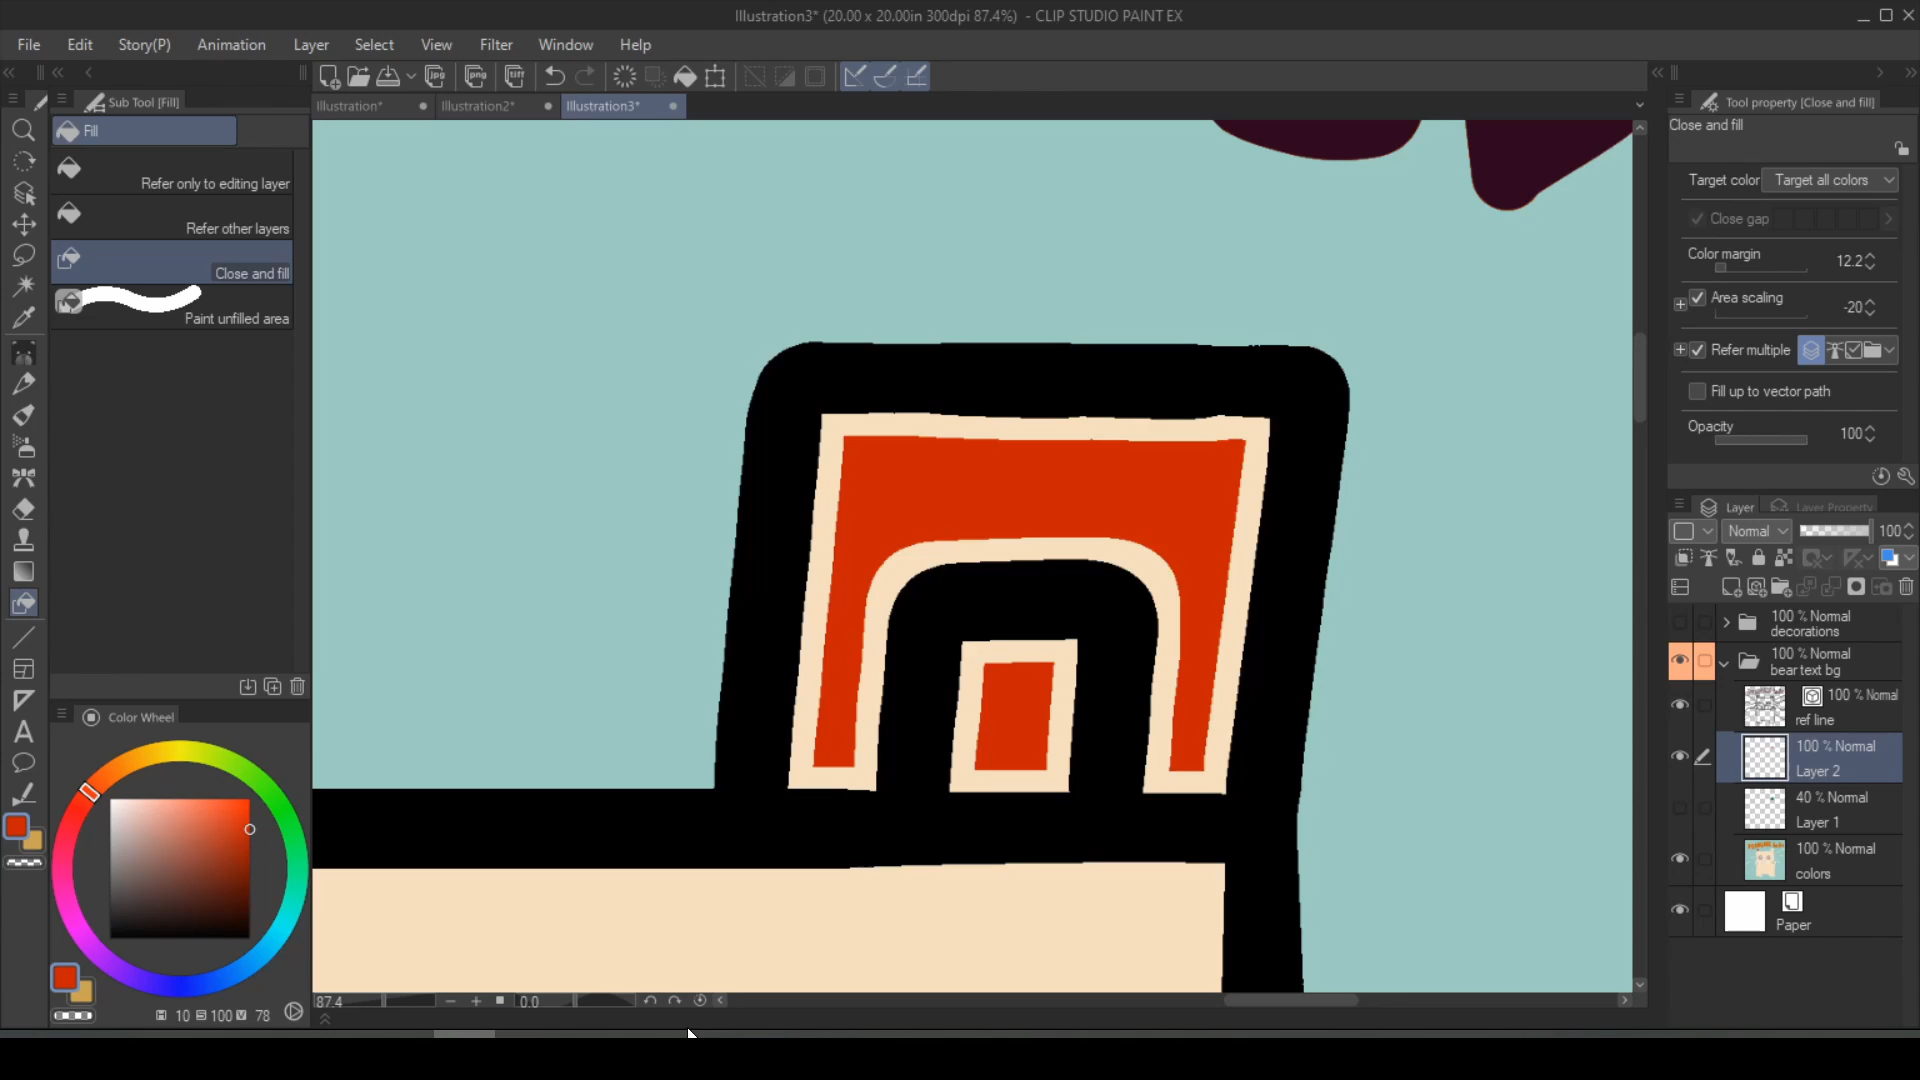 Illustration3* (20.00 x 20.00in 300dpi 87.4%) - CLIP STUDIO PAINT EX
File Edit Story(P) Animation Layer Select View Filter Window Help
jpg png tiff
Sub Tool [Fill]
Illustration* Illustration2* Illustration3*
Tool property [Close and fill]
Fill
Refer only to editing layer
Refer other layers
Close and fill
Paint unfilled area
Close and fill
Target color Target all colors
Close gap
Color margin 12.2
Area scaling -20
Refer multiple
Fill up to vector path
Opacity 100
Layer Layer Property
Normal 100
100 % Normal
decorations
100 % Normal
bear text bg
100 % Normal
ref line
100 % Normal
Layer 2
40 % Normal
Layer 1
100 % Normal
colors
Paper
Color Wheel
A
H 10 S 100 V 78
87.4 0.0